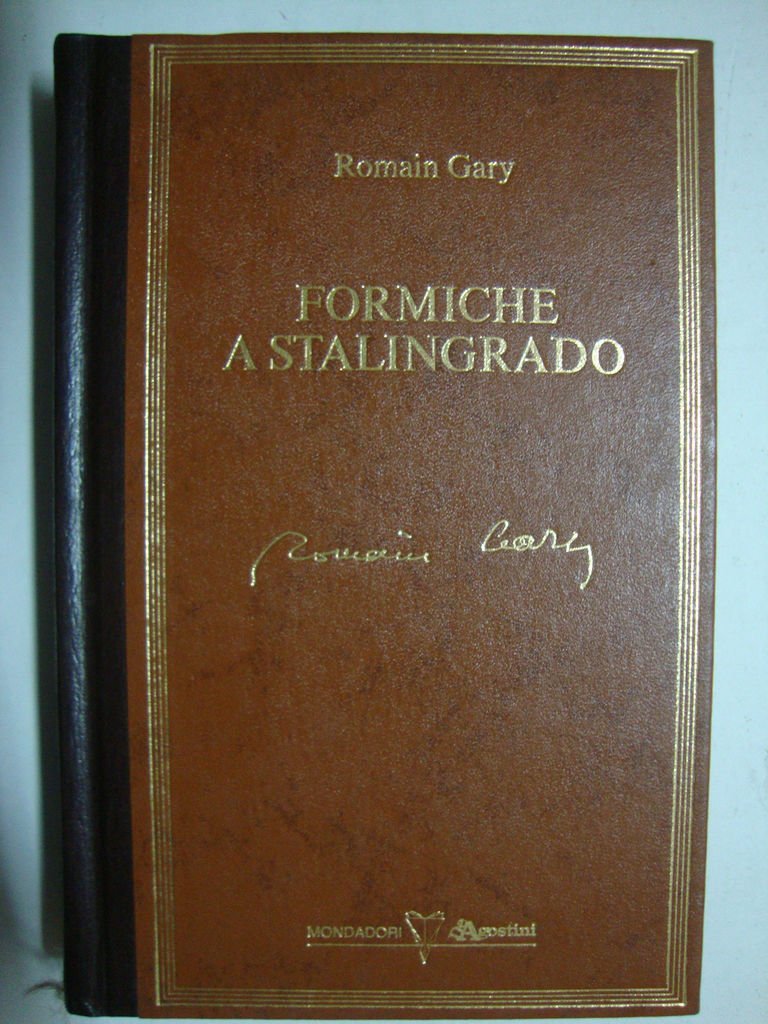 Romain Gary
FORMICHE
A STALINGRADO
Romain Gary
MONDADORI DeAgostini